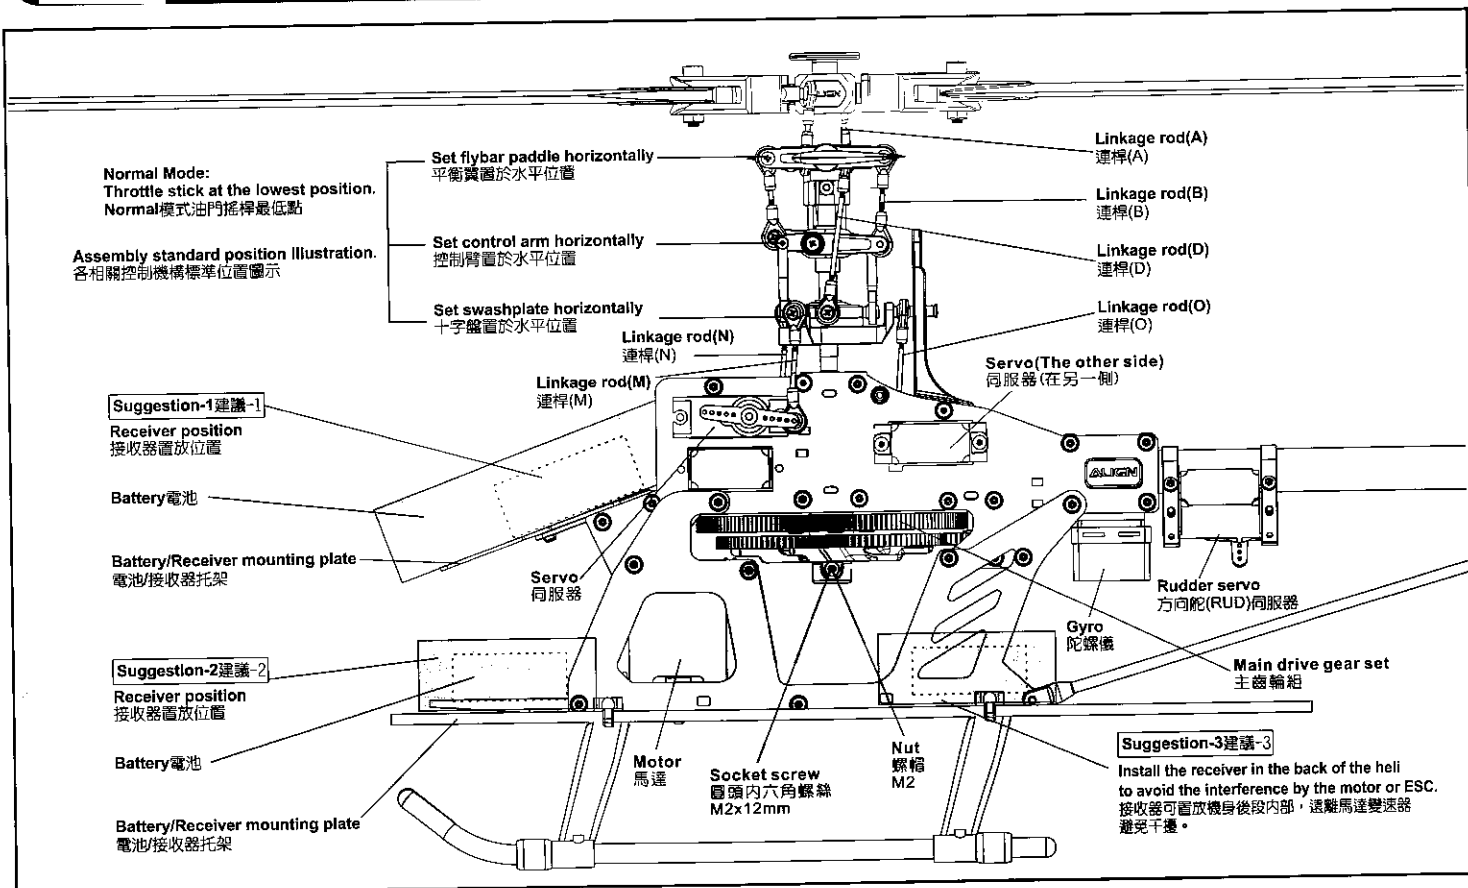 ALIGN
Normal Mode:
Throttle stick at the lowest position.
Normal模式油門搖桿最低點
Assembly standard position Illustration.
各相關控制機構標準位置圖示
Set flybar paddle horizontally
平衡翼置於水平位置
Set control arm horizontally
控制臂置於水平位置
Set swashplate horizontally
十字盤置於水平位置
Linkage rod(A)
連桿(A)
Linkage rod(B)
連桿(B)
Linkage rod(D)
連桿(D)
Linkage rod(O)
連桿(O)
Linkage rod(N)
連桿(N)
Linkage rod(M)
連桿(M)
Servo(The other side)
伺服器(在另一側)
Suggestion-1建議-1
Receiver position
接收器置放位置
Battery電池
Battery/Receiver mounting plate
電池/接收器托架
Servo
伺服器
ALIGN
Rudder servo
方向舵(RUD)伺服器
Gyro
陀螺儀
Main drive gear set
主齒輪組
Suggestion-2建議-2
Receiver position
接收器置放位置
Battery電池
Battery/Receiver mounting plate
電池/接收器托架
Motor
馬達
Socket screw
圓頭內六角螺絲
M2x12mm
Nut
螺帽
M2
Suggestion-3建議-3
Install the receiver in the back of the heli
to avoid the interference by the motor or ESC.
接收器可置放機身後段內部，遠離馬達變速器
避免干擾。